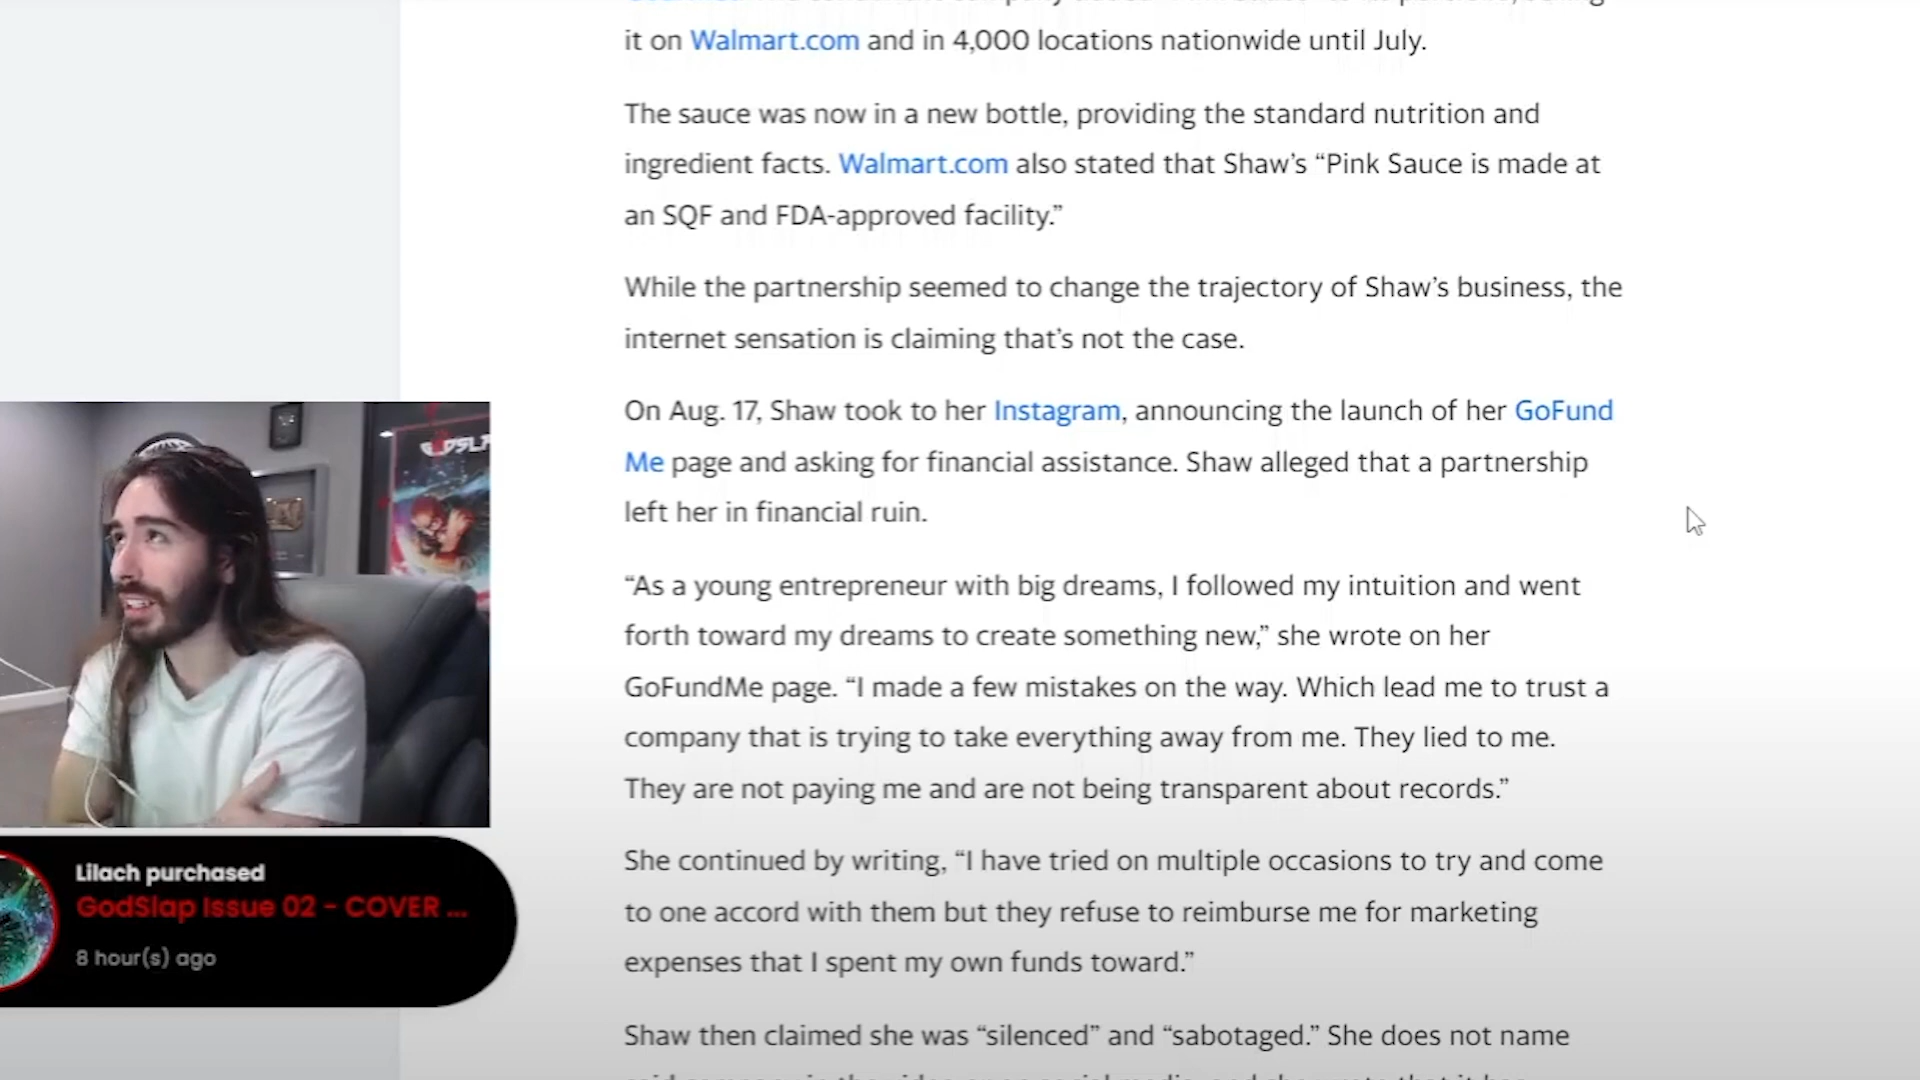 it on Walmart.com and in 4,000 locations nationwide until July.
The sauce was now in a new bottle, providing the standard nutrition and
ingredient facts. Walmart.com also stated that Shaw’s “Pink Sauce is made at
an SQF and FDA-approved facility.”
While the partnership seemed to change the trajectory of Shaw’s business, the
internet sensation is claiming that’s not the case.
On Aug. 17, Shaw took to her Instagram, announcing the launch of her GoFund
Me page and asking for financial assistance. Shaw alleged that a partnership
left her in financial ruin.
“As a young entrepreneur with big dreams, I followed my intuition and went
forth toward my dreams to create something new,” she wrote on her
GoFundMe page. “I made a few mistakes on the way. Which lead me to trust a
company that is trying to take everything away from me. They lied to me.
They are not paying me and are not being transparent about records.”
She continued by writing, “I have tried on multiple occasions to try and come
to one accord with them but they refuse to reimburse me for marketing
expenses that I spent my own funds toward.”
Shaw then claimed she was “silenced” and “sabotaged.” She does not name
Lilach purchased
GodSlap Issue 02 - COVER ...
8 hour(s) ago